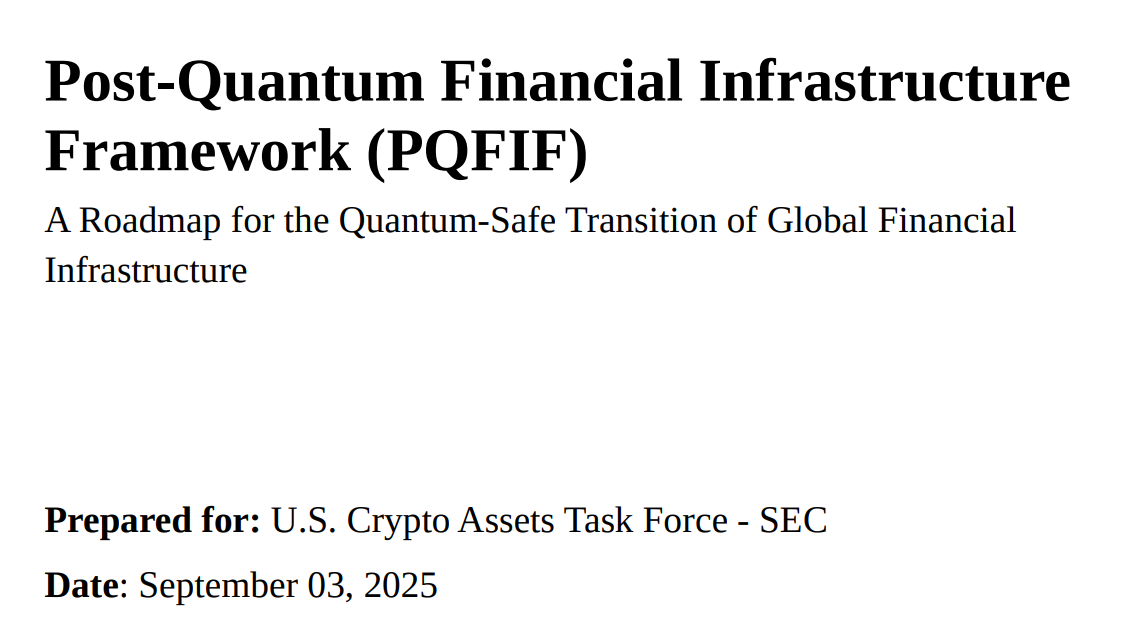 Post-Quantum Financial Infrastructure
Framework (PQFIF)
A Roadmap for the Quantum-Safe Transition of Global Financial
Infrastructure
Prepared for: U.S. Crypto Assets Task Force - SEC
Date: September 03, 2025